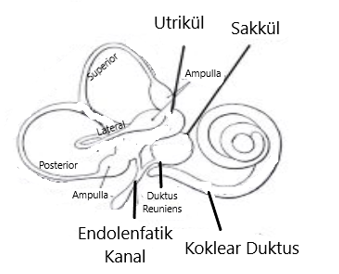 Utrikül
Sakkül
Superior
Ampulla
Lateral
Posterior
Ampulla
Duktus
Reuniens
Endolenfatik
Kanal
Koklear Duktus